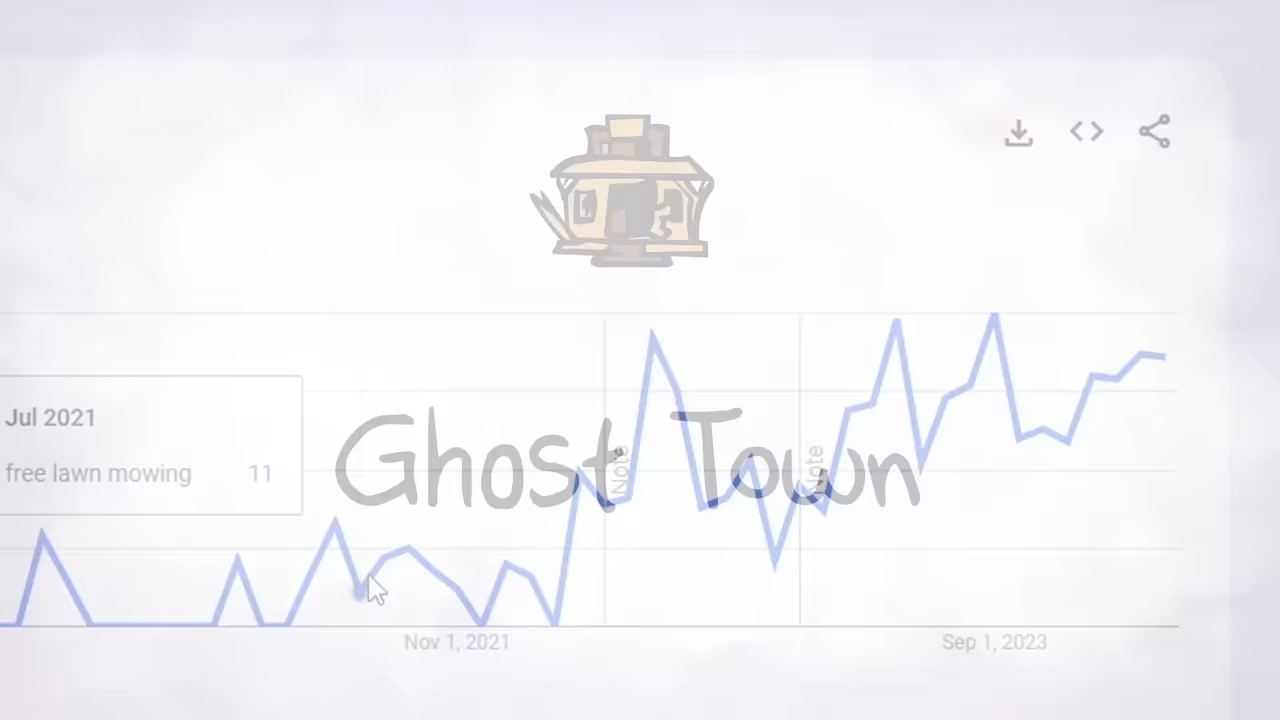 Jul 2021
free lawn mowing 11
Ghost Town
Note
Note
Nov 1, 2021
Sep 1, 2023